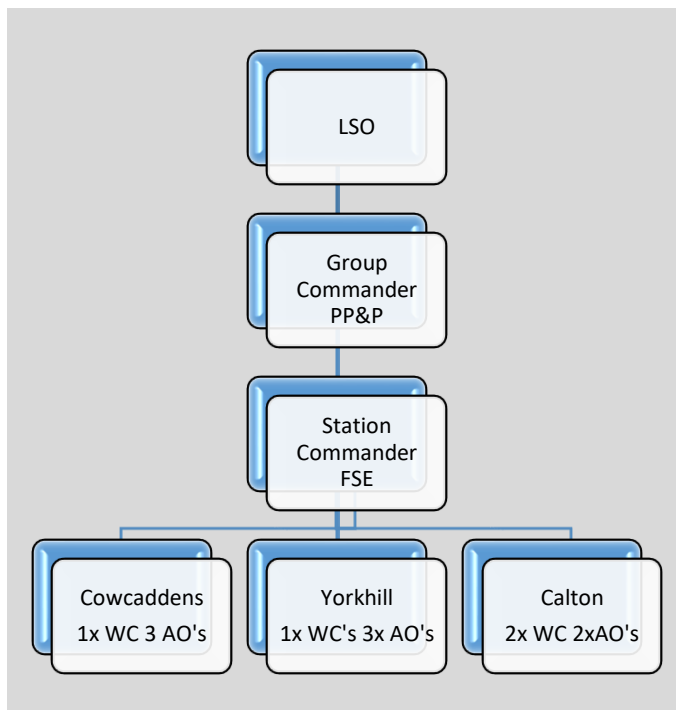 LSO
Group
Commander
PP&P
Station
Commander
FSE
Cowcaddens
1x WC 3 AO's
Yorkhill
1x WC's 3x AO's
Calton
2x WC 2xAO's